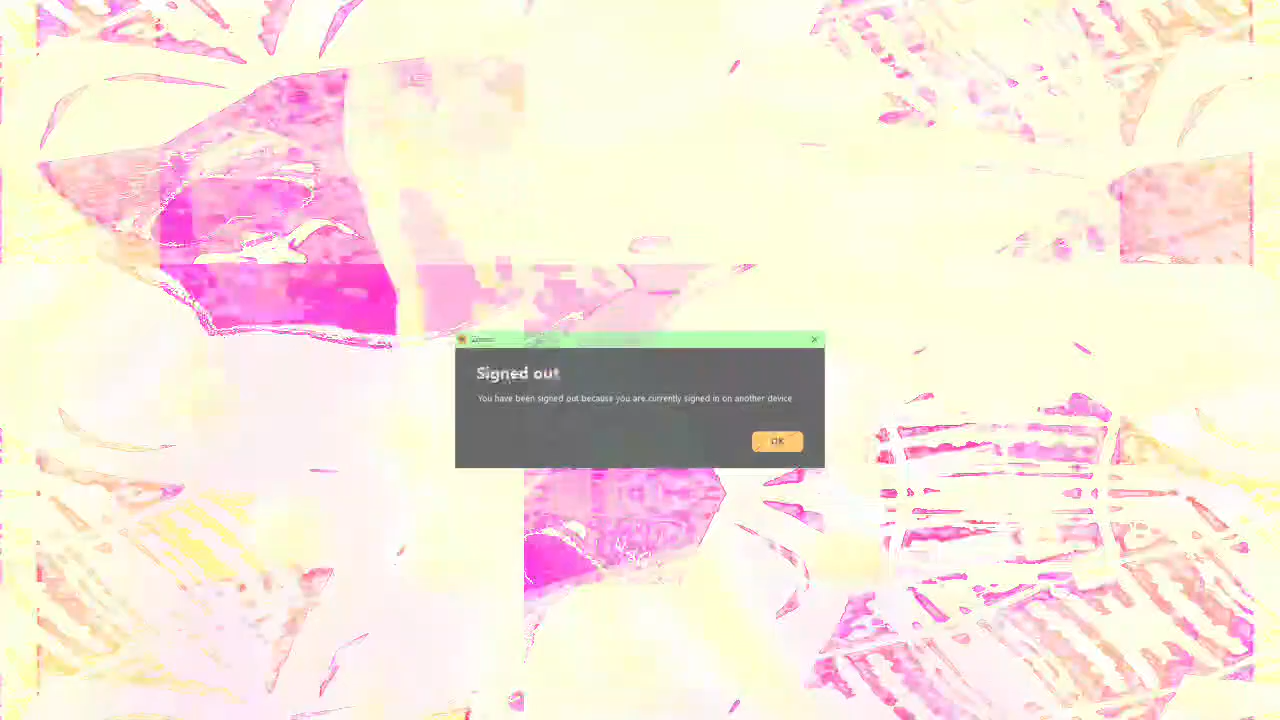 Signed out
You have been signed out because you are currently signed in on another device
OK